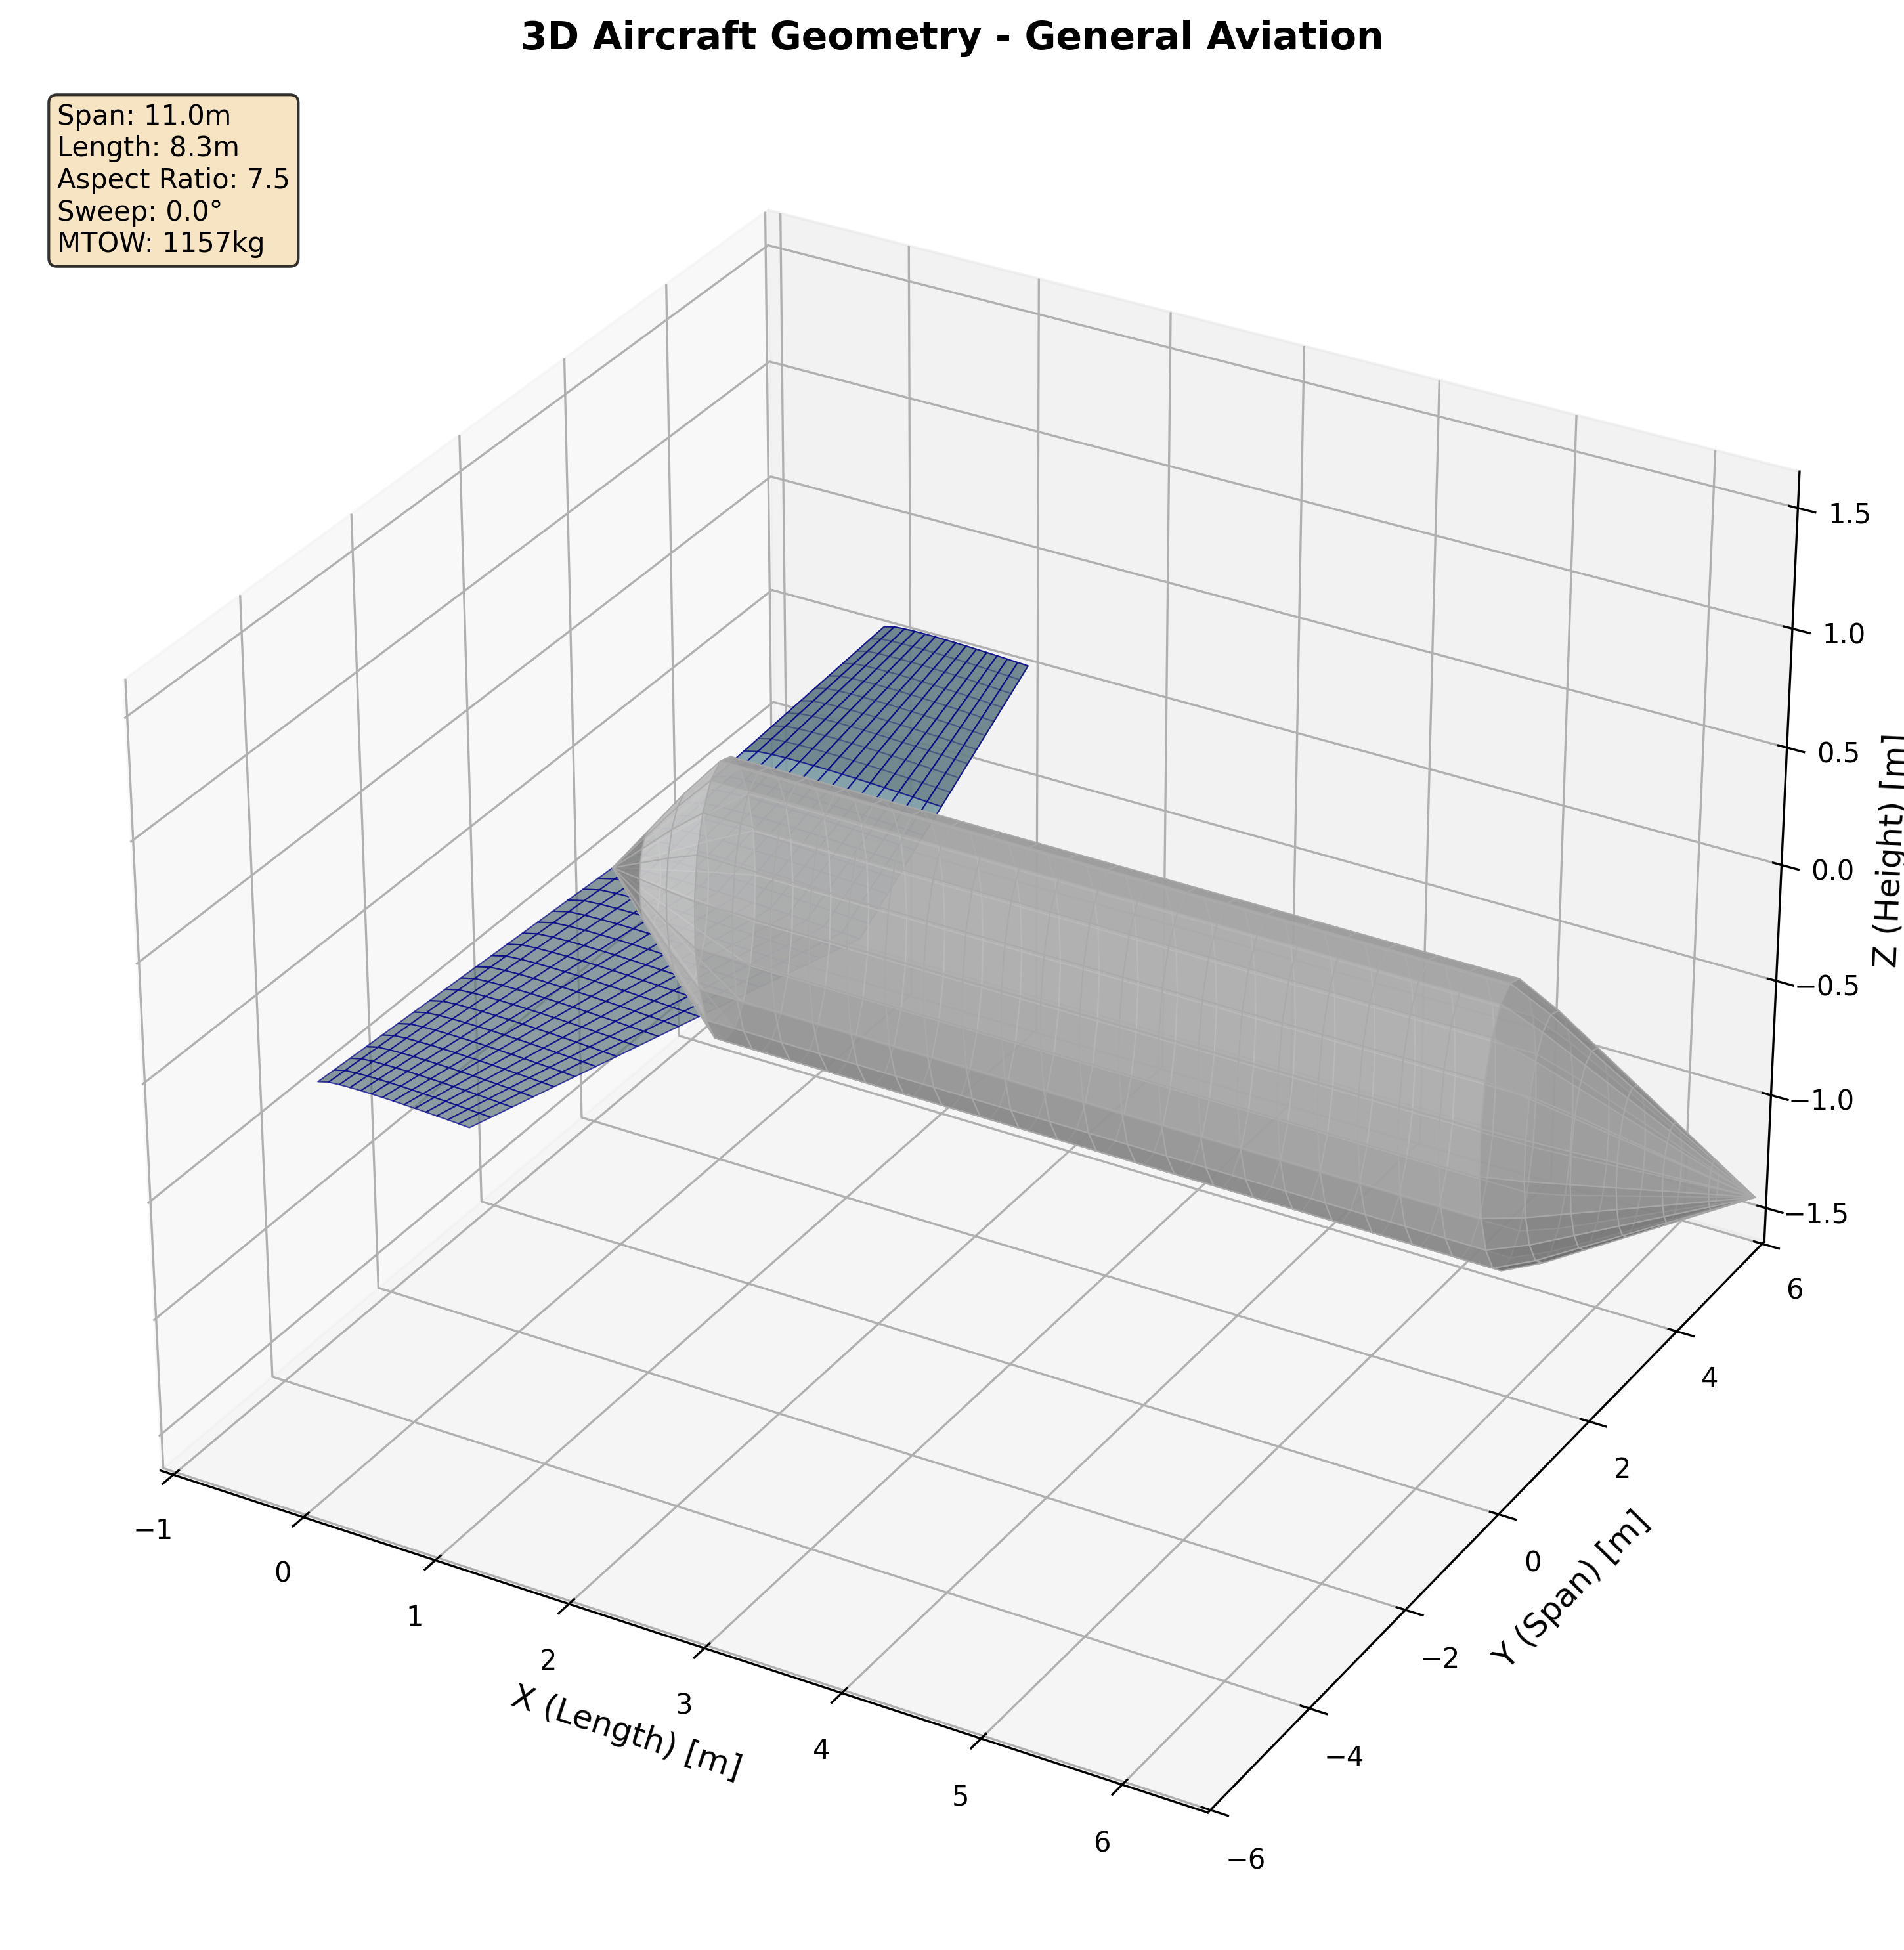 3D Aircraft Geometry - General Aviation
Span: 11.0m
Length: 8.3m
Aspect Ratio: 7.5
Sweep: 0.0°
MTOW: 1157kg
1.5
1.0
0.5
0.0
−0.5
−1.0
−1.5
Z (Height) [m]
6
4
2
0
−2
−4
−6
Y (Span) [m]
−1
0
1
2
3
4
5
6
X (Length) [m]